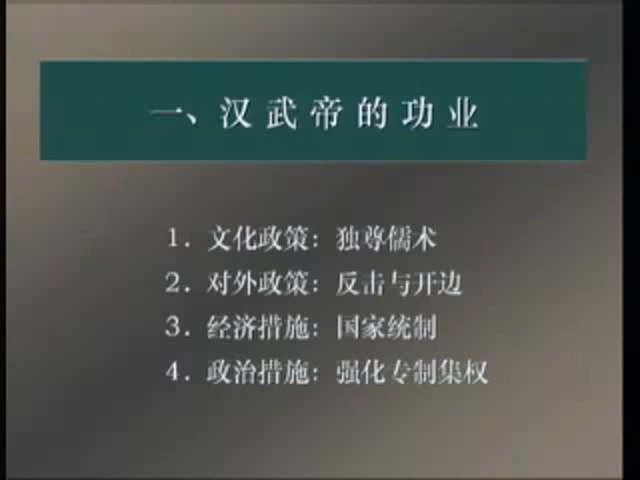 一、汉武帝的功业
1. 文化政策：独尊儒术
2. 对外政策：反击与开边
3. 经济措施：国家统制
4. 政治措施：强化专制集权